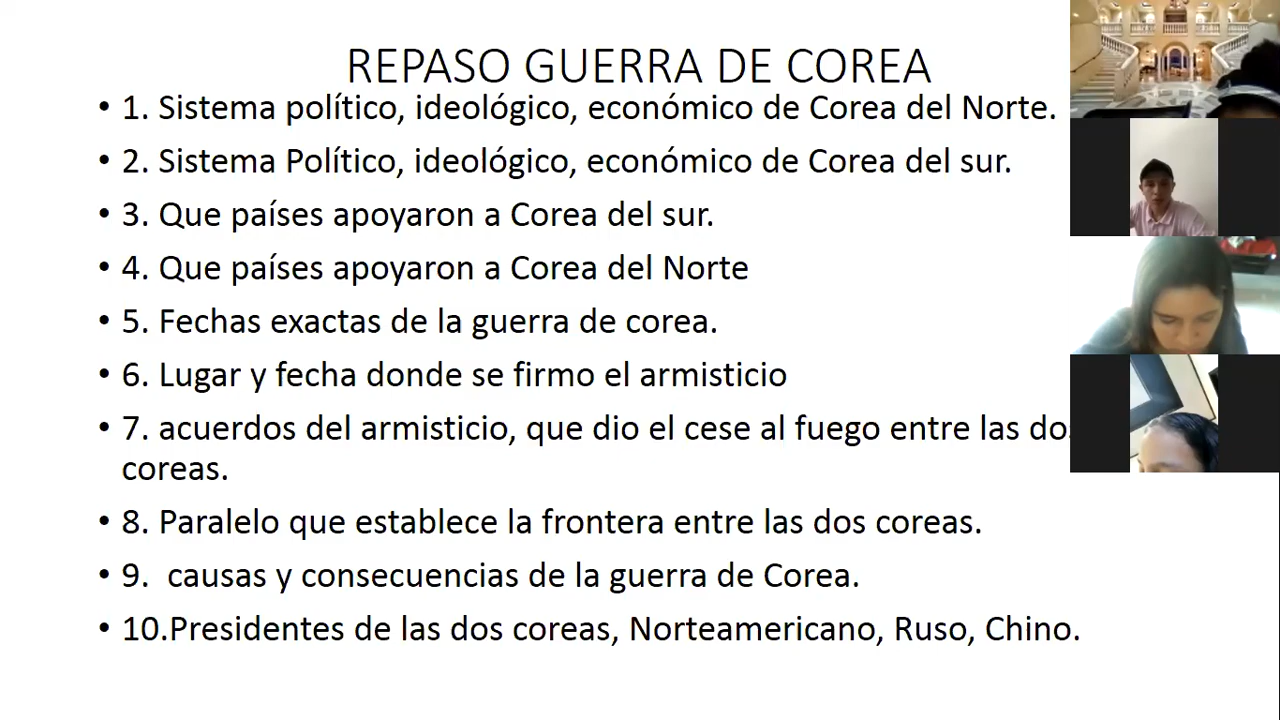 REPASO GUERRA DE COREA
• 1. Sistema político, ideológico, económico de Corea del Norte.
• 2. Sistema Político, ideológico, económico de Corea del sur.
• 3. Que países apoyaron a Corea del sur.
• 4. Que países apoyaron a Corea del Norte
• 5. Fechas exactas de la guerra de corea.
• 6. Lugar y fecha donde se firmo el armisticio
• 7. acuerdos del armisticio, que dio el cese al fuego entre las dos
coreas.
• 8. Paralelo que establece la frontera entre las dos coreas.
• 9. causas y consecuencias de la guerra de Corea.
• 10.Presidentes de las dos coreas, Norteamericano, Ruso, Chino.